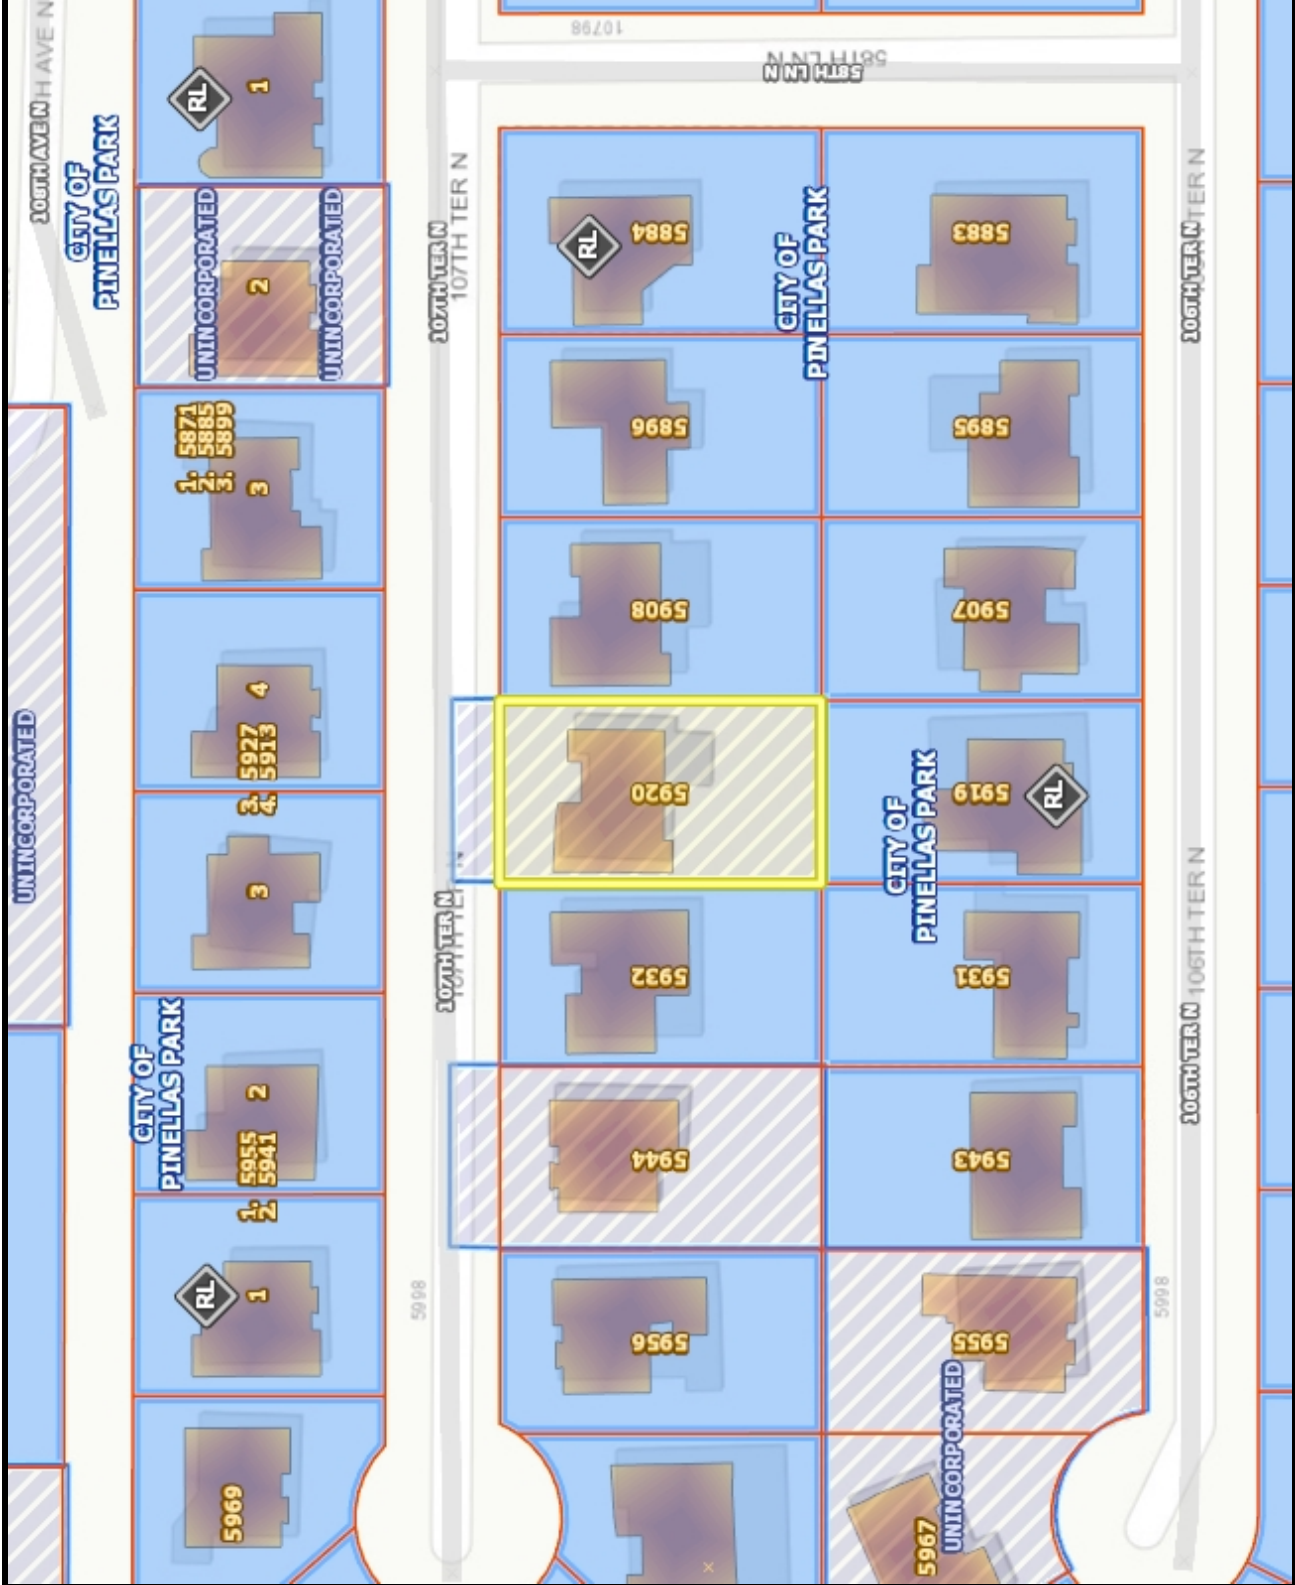 108TH AVE N
H AVE N
CITY OF
PINELLAS PARK
RL
1
UNINCORPORATED
2
UNINCORPORATED
1. 5871
2. 5885
3. 5899
3
4
3. 5927
4. 5913
3
UNINCORPORATED
CITY OF
PINELLAS PARK
2
1. 5955
2. 5941
RL
1
5969
10798
58TH LN N
58TH LN N
107TH TER N
107TH TER N
107TH TER N
107TH TER N
5998
RL
5884
5896
5908
5920
5932
5944
5956
CITY OF
PINELLAS PARK
5883
5895
5907
5919
RL
CITY OF
PINELLAS PARK
5931
5943
5955
UNINCORPORATED
5967
106TH TER N
TER N
106TH TER N
106TH TER N
5998